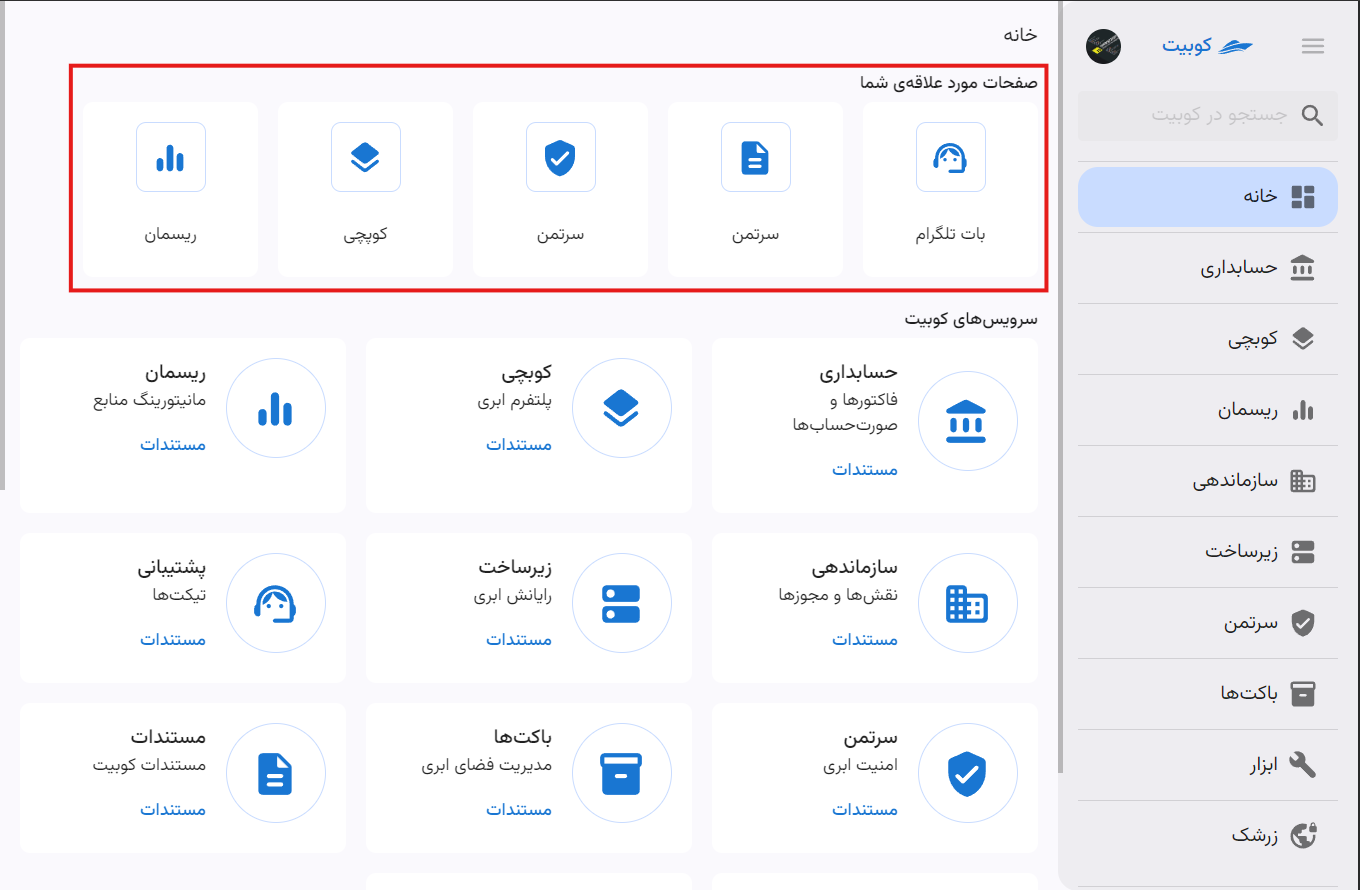 کوبیت
جستجو در کوبیت
خانه
حسابداری
کوبچی
ریسمان
سازماندهی
زیرساخت
سرتمن
باکت‌ها
ابزار
زرشک
خانه
صفحات مورد علاقه‌ی شما
بات تلگرام
سرتمن
سرتمن
کوپچی
ریسمان
سرویس‌های کوبیت
حسابداری
فاکتورها و
صورت‌حساب‌ها
مستندات
کوبچی
پلتفرم ابری
مستندات
ریسمان
مانیتورینگ منابع
مستندات
سازماندهی
نقش‌ها و مجوزها
مستندات
زیرساخت
رایانش ابری
مستندات
پشتیبانی
تیکت‌ها
مستندات
سرتمن
امنیت ابری
مستندات
باکت‌ها
مدیریت فضای ابری
مستندات
مستندات
مستندات کوبیت
مستندات